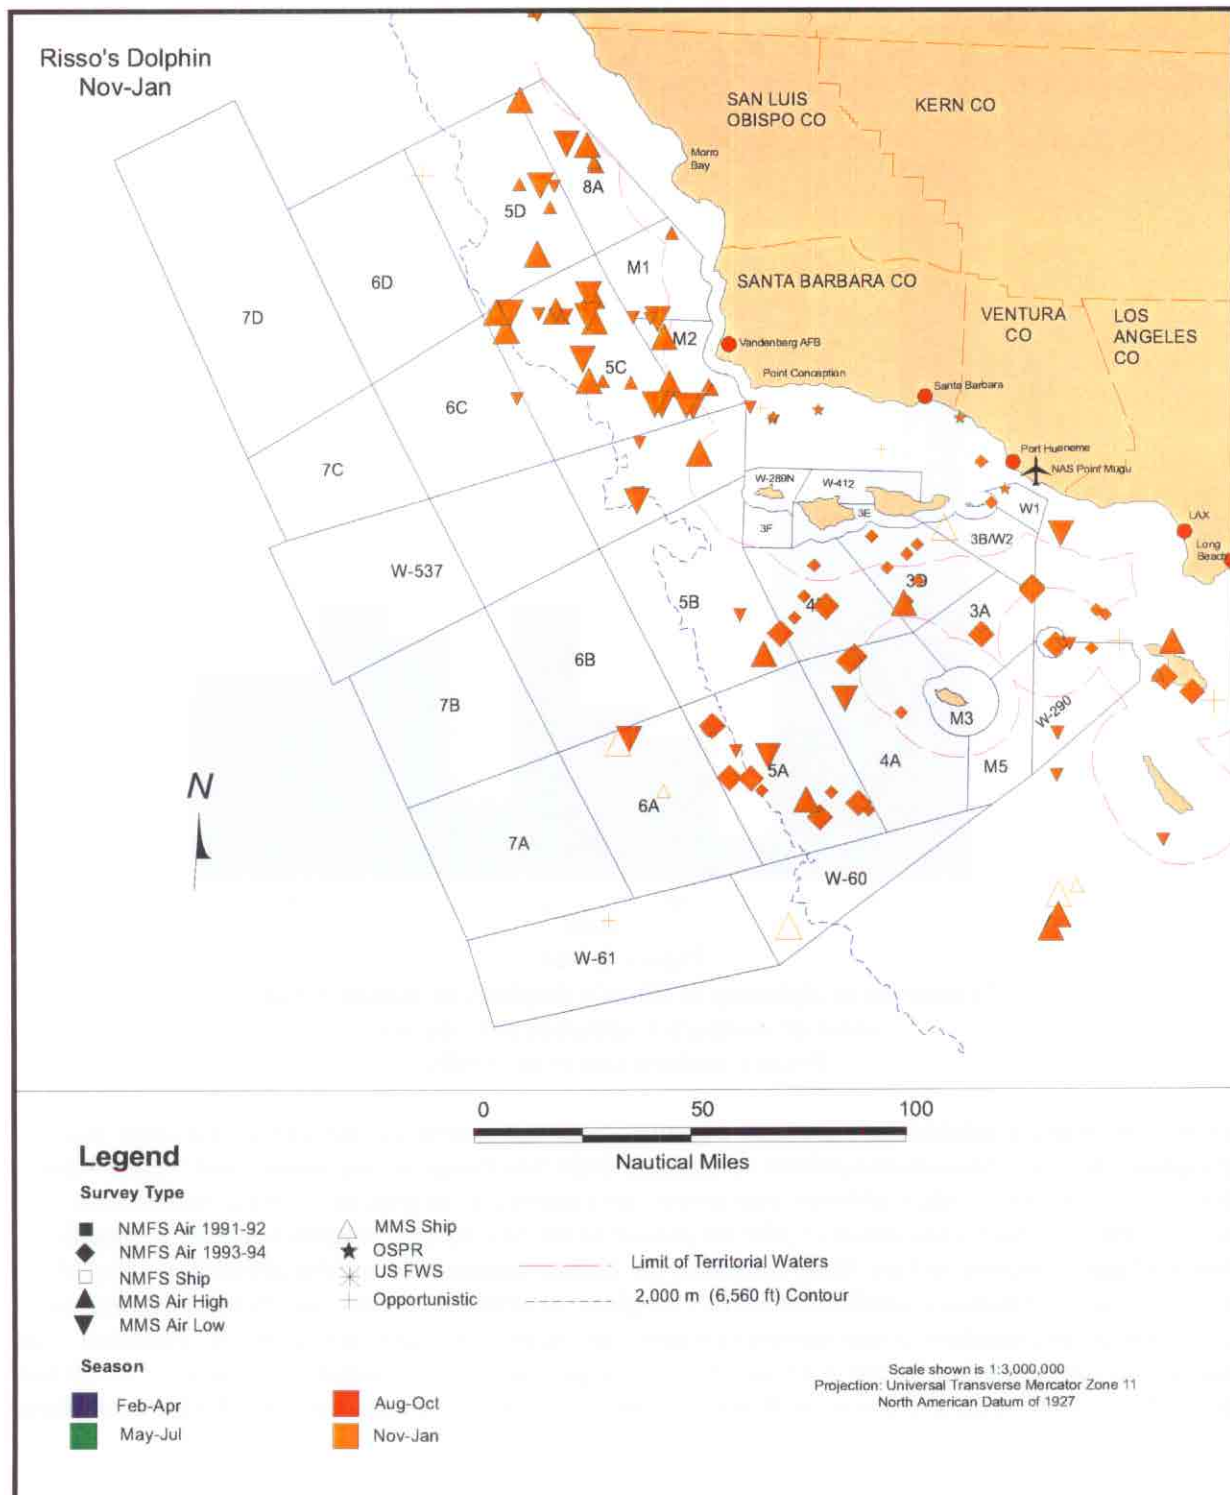 Risso's Dolphin
Nov-Jan
SAN LUIS
OBISPO CO
KERN CO
Morro
Bay
8A
5D
M1
6D
7D
SANTA BARBARA CO
VENTURA
CO
LOS
ANGELES
CO
M2
Vandenberg AFB
5C
Point Conception
Santa Barbara
6C
7C
Port Hueneme
NAS Point Mugu
W-289N
W-412
W1
3E
3F
3B/W2
LAX
Long
Beach
W-537
5B
3D
3A
6B
7B
M3
W-290
4A
M5
5A
6A
7A
W-60
W-61
N
0
50
100
Nautical Miles
Legend
Survey Type
NMFS Air 1991-92
NMFS Air 1993-94
NMFS Ship
MMS Air High
MMS Air Low
MMS Ship
OSPR
US FWS
Opportunistic
Limit of Territorial Waters
2,000 m (6,560 ft) Contour
Season
Feb-Apr
May-Jul
Aug-Oct
Nov-Jan
Scale shown is 1:3,000,000
Projection: Universal Transverse Mercator Zone 11
North American Datum of 1927